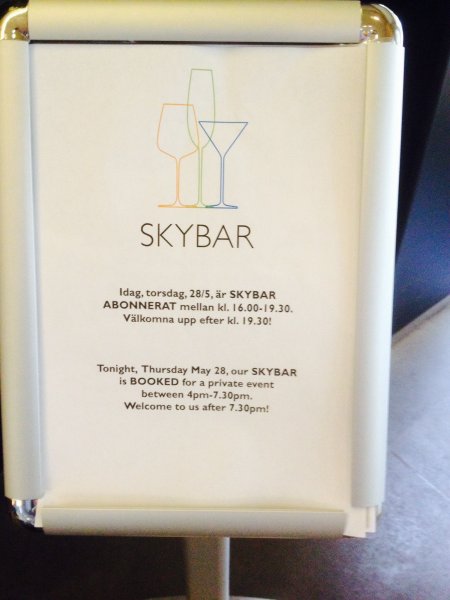 SKYBAR
Idag, torsdag, 28/5, är SKYBAR
ABONNERAT mellan kl. 16.00-19.30.
Välkomna upp efter kl. 19.30!
Tonight, Thursday May 28, our SKYBAR
is BOOKED for a private event
between 4pm-7.30pm.
Welcome to us after 7.30pm!